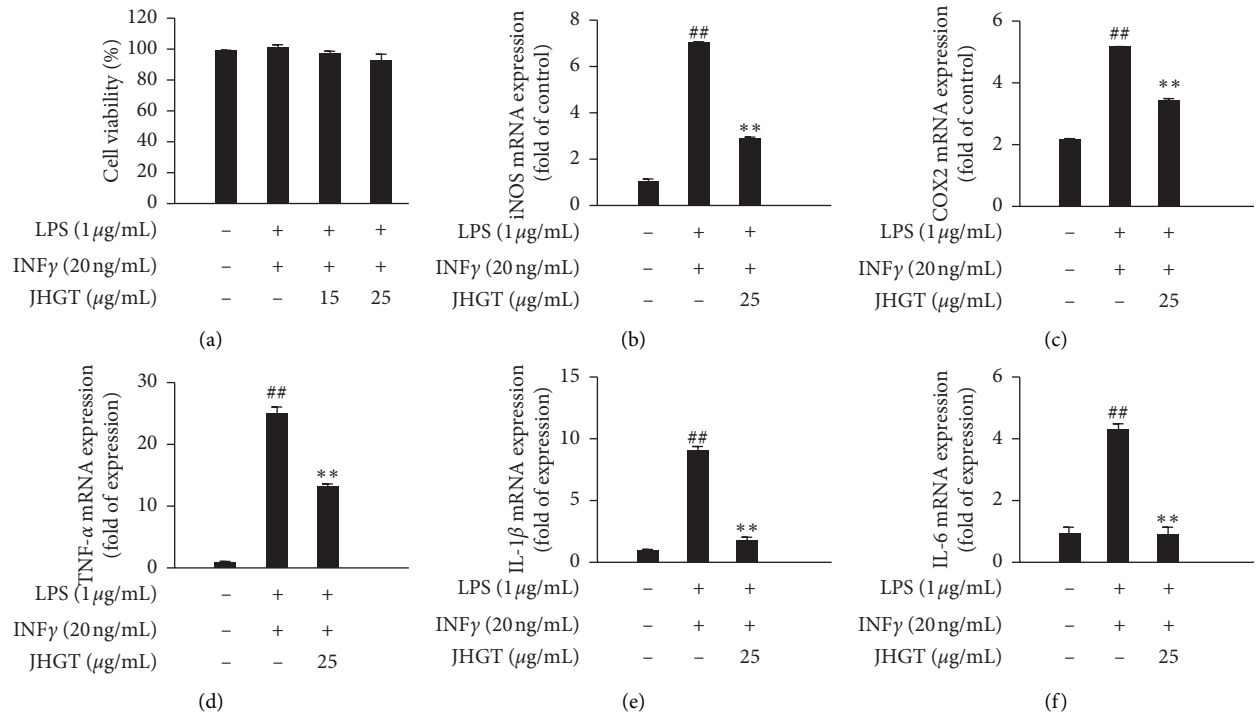 Cell viability (%)
120
100
80
60
40
20
0
LPS (1 μg/mL) – + + +
INFγ (20 ng/mL) – + + +
JHGT (μg/mL) – – 15 25
(a)
iNOS mRNA expression
(fold of control)
8
6
4
2
0
##
**
LPS (1 μg/mL) – + +
INFγ (20 ng/mL) – + +
JHGT (μg/mL) – – 25
(b)
COX2 mRNA expression
(fold of control)
6
4
2
0
##
**
LPS (1 μg/mL) – + +
INFγ (20 ng/mL) – + +
JHGT (μg/mL) – – 25
(c)
TNF-α mRNA expression
(fold of expression)
30
20
10
0
##
**
LPS (1 μg/mL) – + +
INFγ (20 ng/mL) – + +
JHGT (μg/mL) – – 25
(d)
IL-1β mRNA expression
(fold of expression)
15
10
5
0
##
**
LPS (1 μg/mL) – + +
INFγ (20 ng/mL) – + +
JHGT (μg/mL) – – 25
(e)
IL-6 mRNA expression
(fold of expression)
6
4
2
0
##
**
LPS (1 μg/mL) – + +
INFγ (20 ng/mL) – + +
JHGT (μg/mL) – – 25
(f)